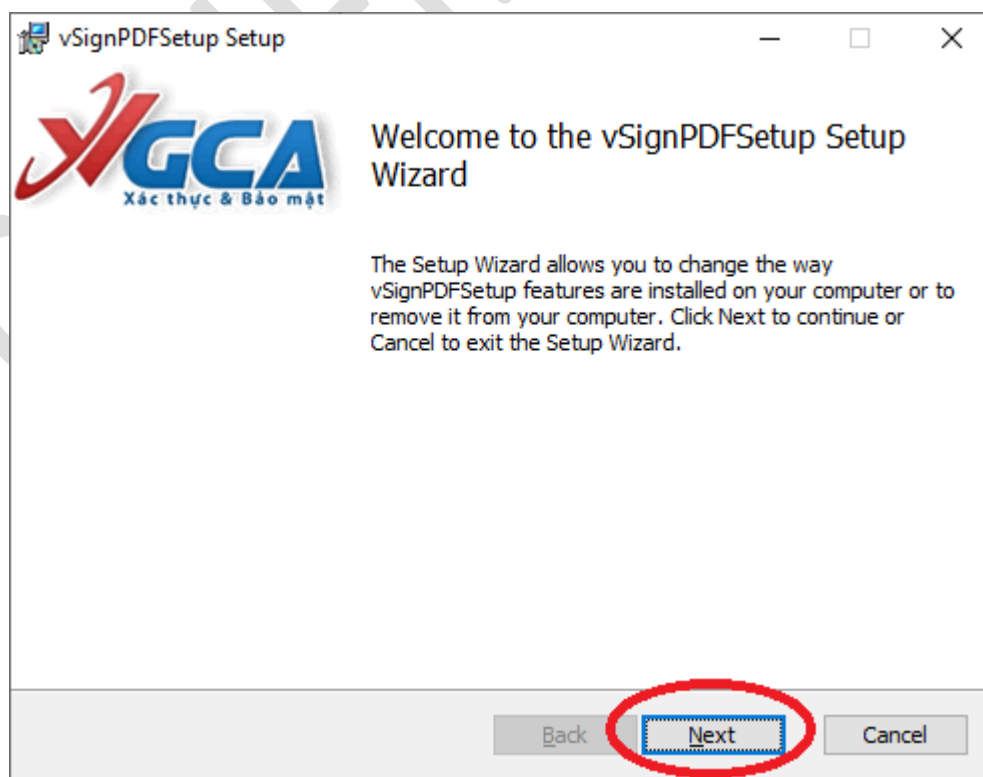 vSignPDFSetup Setup
VGCA
Xác thực & Bảo mật
Welcome to the vSignPDFSetup Setup
Wizard
The Setup Wizard allows you to change the way
vSignPDFSetup features are installed on your computer or to
remove it from your computer. Click Next to continue or
Cancel to exit the Setup Wizard.
Back Next Cancel